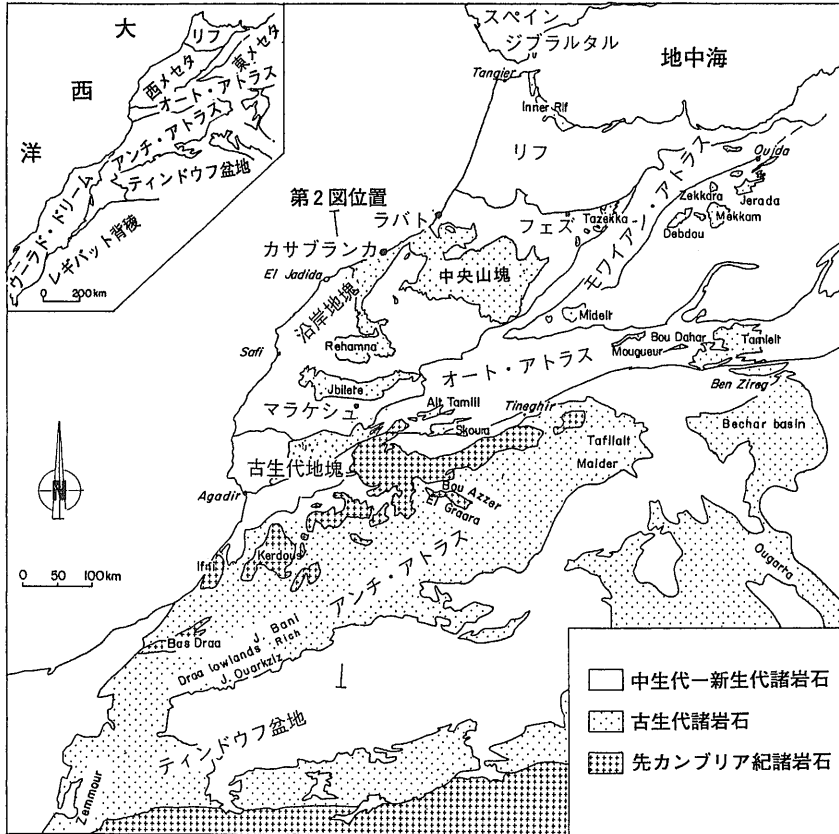 大
西
洋
リフ
東メセタ
西メセタ
オート・アトラス
アンチ・アトラス
ティンドウフ盆地
ウーラド・ドリーム
レギバット背稜
0 200km
スペイン
ジブラルタル
地中海
Tangier
Inner Rif
リフ
Oujda
モワイアン・アトラス
Jerada
Zekkara
Mekkam
Debdou
第2図位置
ラバト
フェズ
Tazekka
カサブランカ
El Jadida
中央山塊
沿岸地塊
Midelt
Safi
Rehamna
オート・アトラス
Bou Dahar
Mougueur
Tamlelt
Jbilete
Ben Zireg
マラケシュ
Ait Tamlil
Tineghir
Skoura
Bechar basin
Tafilalt
Maider
古生代地塊
Agadir
Bou Azzer
El Graara
N
Kerdous
Ifni
アンチ・アトラス
Ougarta
0 50 100km
Bas Draa
J. Bani
Draa lowlands Rich
J. Ouarkziz
ティンドウフ盆地
Zemmour
中生代一新生代諸岩石
古生代諸岩石
先カンブリア紀諸岩石